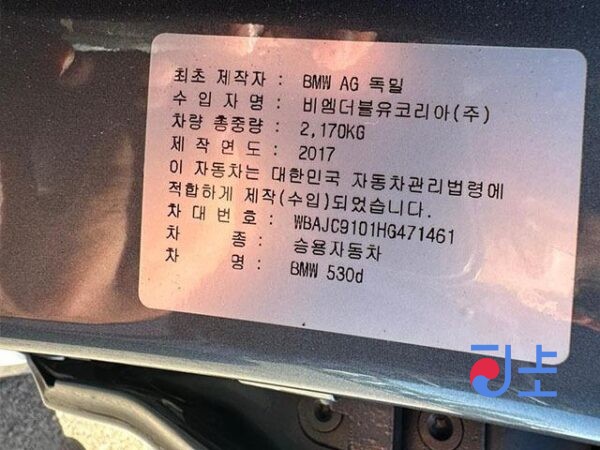 최초 제작자 : BMW AG 독일
수 입 자 명 : 비엠더블유코리아(주)
차량 총중량 : 2,170KG
제 작 연 도 : 2017
이 자동차는 대한민국 자동차관리법령에
적합하게 제작(수입)되었습니다.
차 대 번 호 : WBAJC9101HG471461
차 종 : 승용자동차
차 명 : BMW 530d